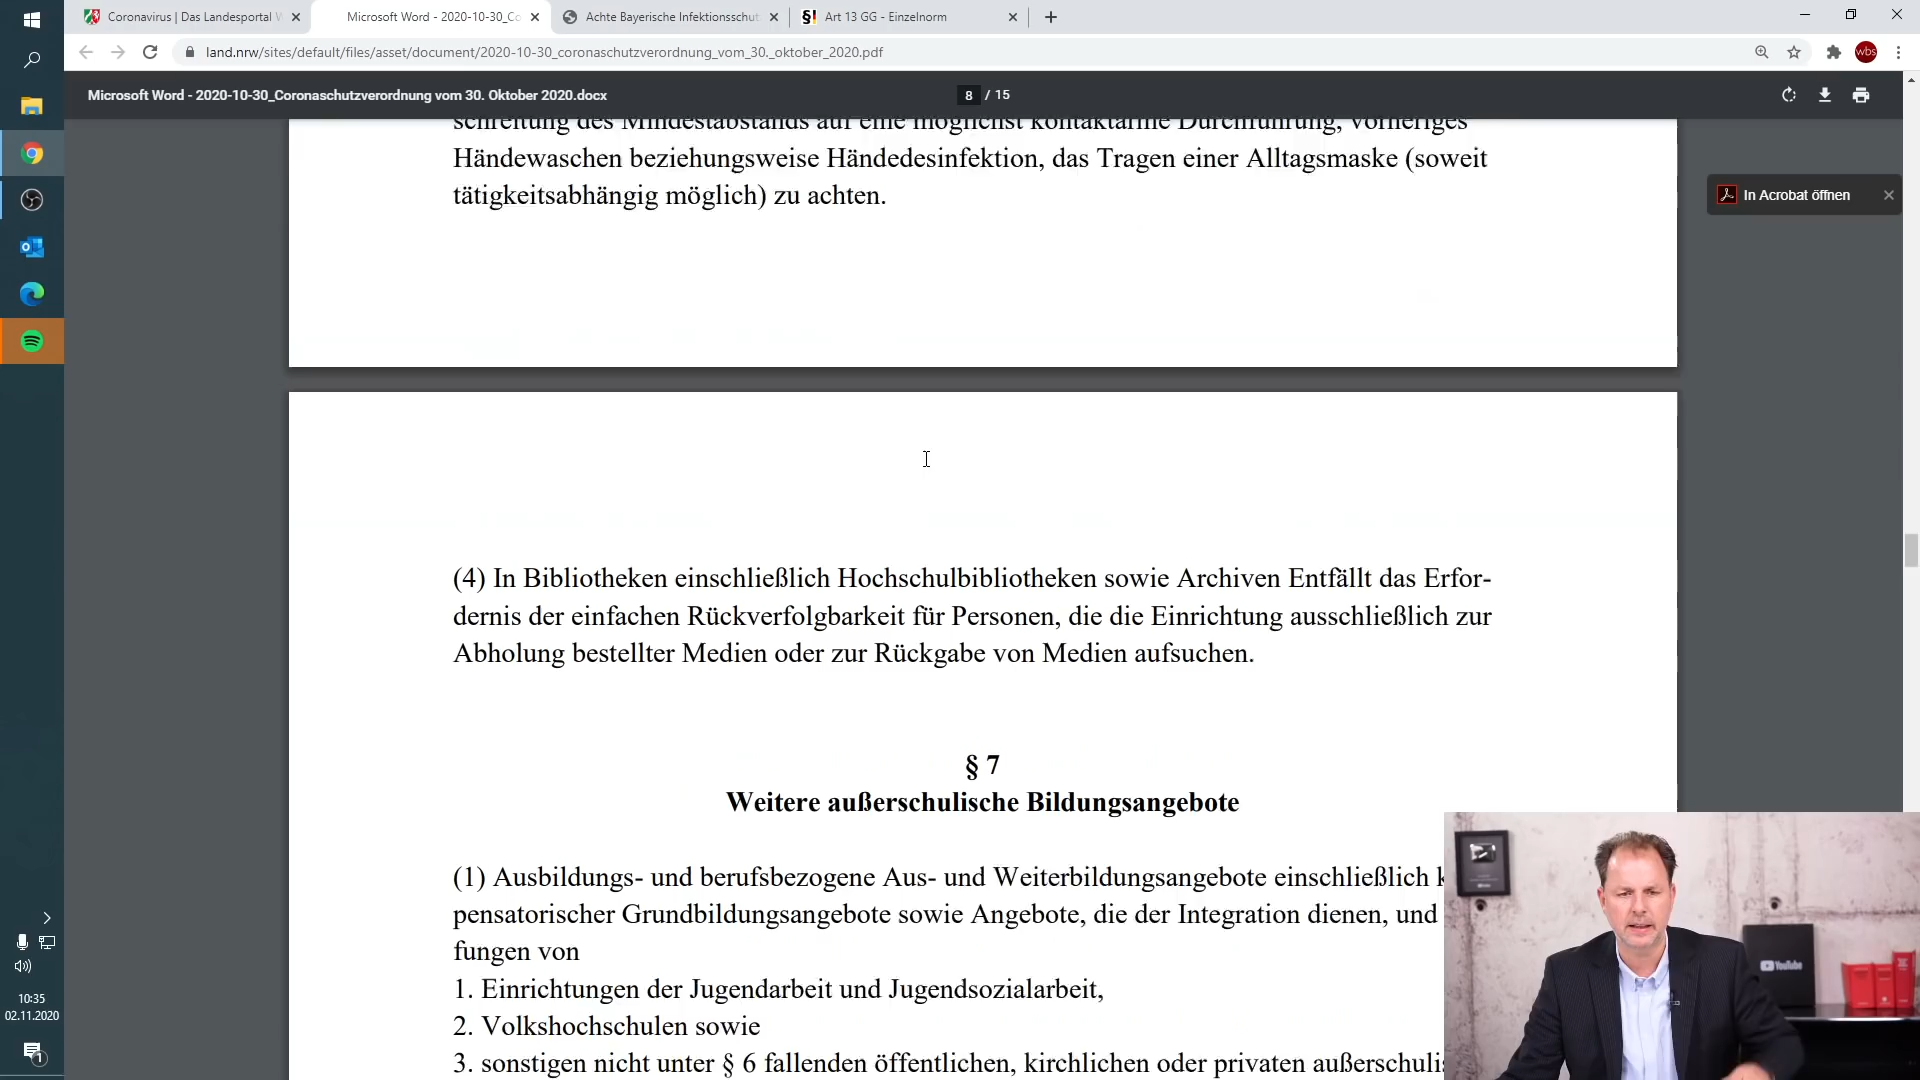 Coronavirus | Das Landesportal W
Microsoft Word - 2020-10-30_Co
Achte Bayerische Infektionsschut
§! Art 13 GG - Einzelnorm
land.nrw/sites/default/files/asset/document/2020-10-30_coronaschutzverordnung_vom_30._oktober_2020.pdf
wbs
Microsoft Word - 2020-10-30_Coronaschutzverordnung vom 30. Oktober 2020.docx
8 / 15
In Acrobat öffnen
schreitung des Mindestabstands auf eine möglichst kontaktarme Durchführung, vorheriges
Händewaschen beziehungsweise Händedesinfektion, das Tragen einer Alltagsmaske (soweit
tätigkeitsabhängig möglich) zu achten.
(4) In Bibliotheken einschließlich Hochschulbibliotheken sowie Archiven Entfällt das Erfor-
dernis der einfachen Rückverfolgbarkeit für Personen, die die Einrichtung ausschließlich zur
Abholung bestellter Medien oder zur Rückgabe von Medien aufsuchen.
§ 7
Weitere außerschulische Bildungsangebote
(1) Ausbildungs- und berufsbezogene Aus- und Weiterbildungsangebote einschließlich k
pensatorischer Grundbildungsangebote sowie Angebote, die der Integration dienen, und
fungen von
1. Einrichtungen der Jugendarbeit und Jugendsozialarbeit,
2. Volkshochschulen sowie
3. sonstigen nicht unter § 6 fallenden öffentlichen, kirchlichen oder privaten außerschulis
YouTube
10:35
02.11.2020
1